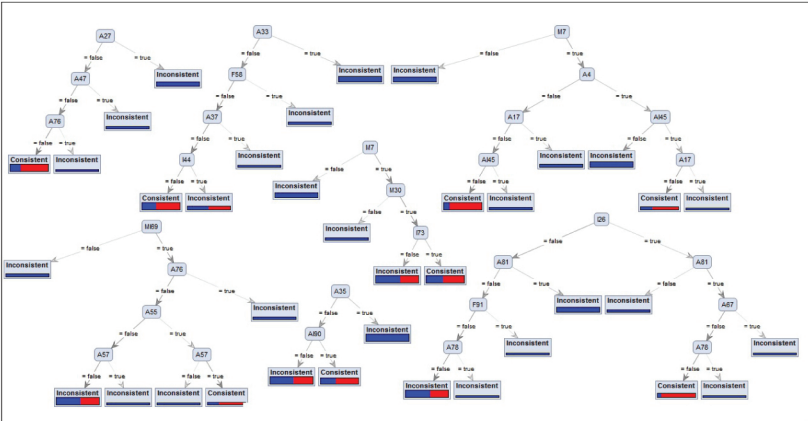 A27
= false
= true
A47
Inconsistent
= false
= true
A76
Inconsistent
= false
= true
Consistent
Inconsistent
A33
= false
= true
F58
Inconsistent
= false
= true
A37
Inconsistent
= false
= true
I44
Inconsistent
= false
= true
Consistent
Inconsistent
M7
= false
= true
Inconsistent
A4
= false
= true
A17
AI45
= false
= true
= false
= true
AI45
Inconsistent
Inconsistent
A17
= false
= true
= false
= true
Consistent
Inconsistent
Consistent
Inconsistent
M7
= false
= true
Inconsistent
M30
= false
= true
Inconsistent
I73
= false
= true
Inconsistent
Consistent
MI69
= false
= true
Inconsistent
A76
= false
= true
A55
Inconsistent
= false
= true
A57
A57
= false
= true
= false
= true
Inconsistent
Inconsistent
Inconsistent
Consistent
A35
= false
= true
AI90
Inconsistent
= false
= true
Inconsistent
Consistent
I26
= false
= true
A81
A81
= false
= true
= false
= true
F91
Inconsistent
Inconsistent
A67
= false
= true
= false
= true
A78
Inconsistent
A78
Inconsistent
= false
= true
= false
= true
Inconsistent
Inconsistent
Consistent
Inconsistent